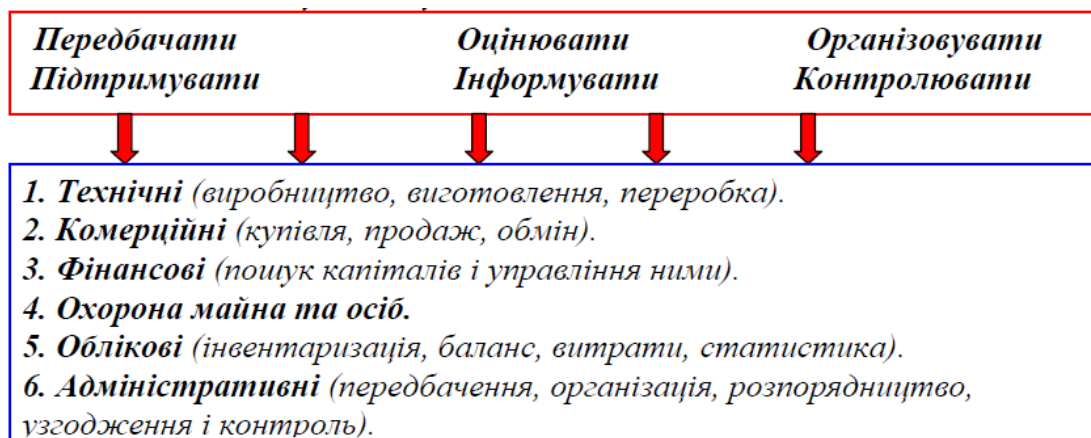 Передбачати Оцінювати Організовувати
Підтримувати Інформувати Контролювати
1. Технічні (виробництво, виготовлення, переробка).
2. Комерційні (купівля, продаж, обмін).
3. Фінансові (пошук капіталів і управління ними).
4. Охорона майна та осіб.
5. Облікові (інвентаризація, баланс, витрати, статистика).
6. Адміністративні (передбачення, організація, розпорядництво,
узгодження і контроль).